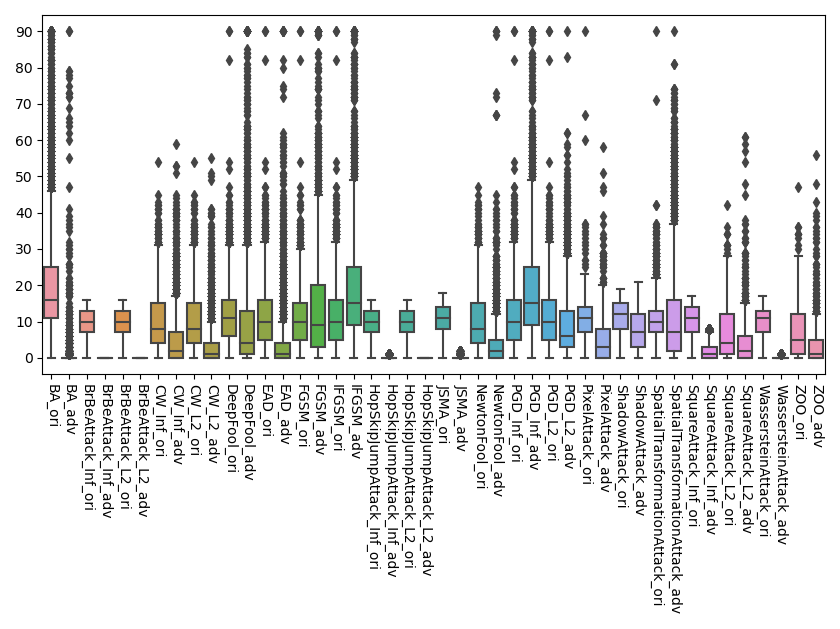 90
80
70
60
50
40
30
20
10
0
BA_ori
BA_adv
BrBeAttack_Inf_ori
BrBeAttack_Inf_adv
BrBeAttack_L2_ori
BrBeAttack_L2_adv
CW_Inf_ori
CW_Inf_adv
CW_L2_ori
CW_L2_adv
DeepFool_ori
DeepFool_adv
EAD_ori
EAD_adv
FGSM_ori
FGSM_adv
IFGSM_ori
IFGSM_adv
HopSkipJumpAttack_Inf_ori
HopSkipJumpAttack_Inf_adv
HopSkipJumpAttack_L2_ori
HopSkipJumpAttack_L2_adv
JSMA_ori
JSMA_adv
NewtonFool_ori
NewtonFool_adv
PGD_Inf_ori
PGD_Inf_adv
PGD_L2_ori
PGD_L2_adv
PixelAttack_ori
PixelAttack_adv
ShadowAttack_ori
ShadowAttack_adv
SpatialTransformationAttack_ori
SpatialTransformationAttack_adv
SquareAttack_Inf_ori
SquareAttack_Inf_adv
SquareAttack_L2_ori
SquareAttack_L2_adv
WassersteinAttack_ori
WassersteinAttack_adv
ZOO_ori
ZOO_adv